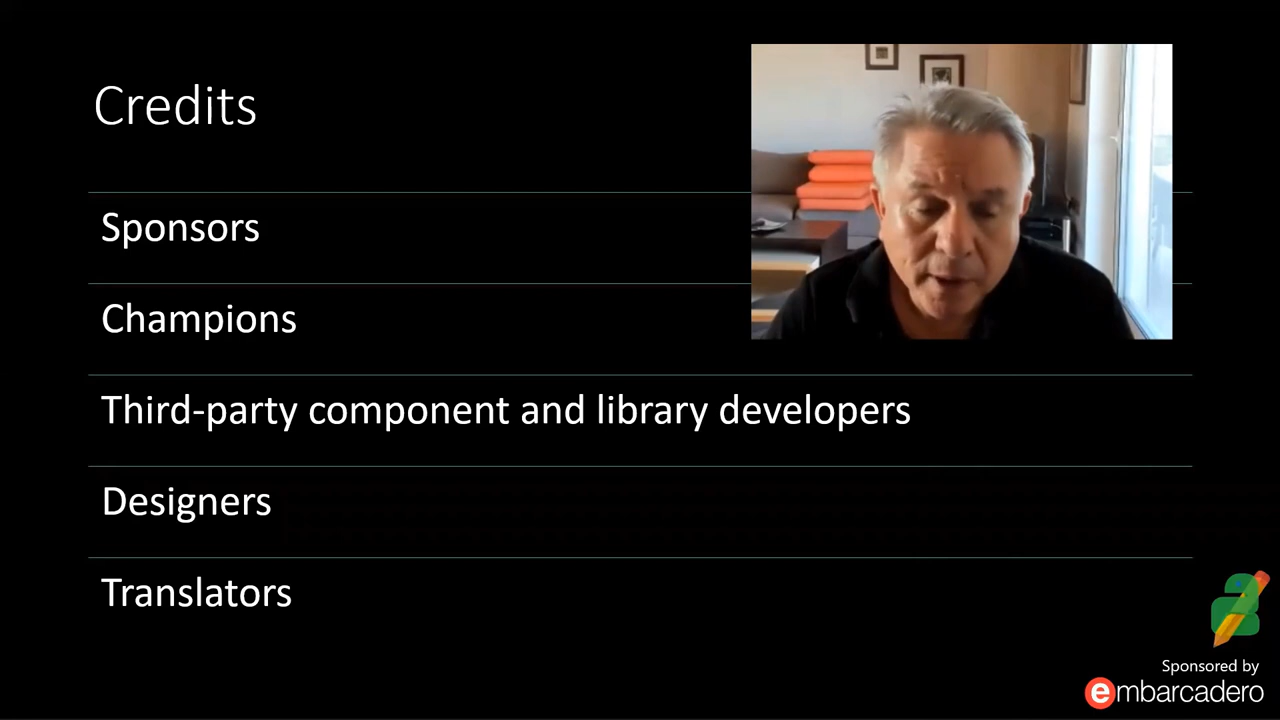 Credits
Sponsors
Champions
Third-party component and library developers
Designers
Translators
Sponsored by
embarcadero